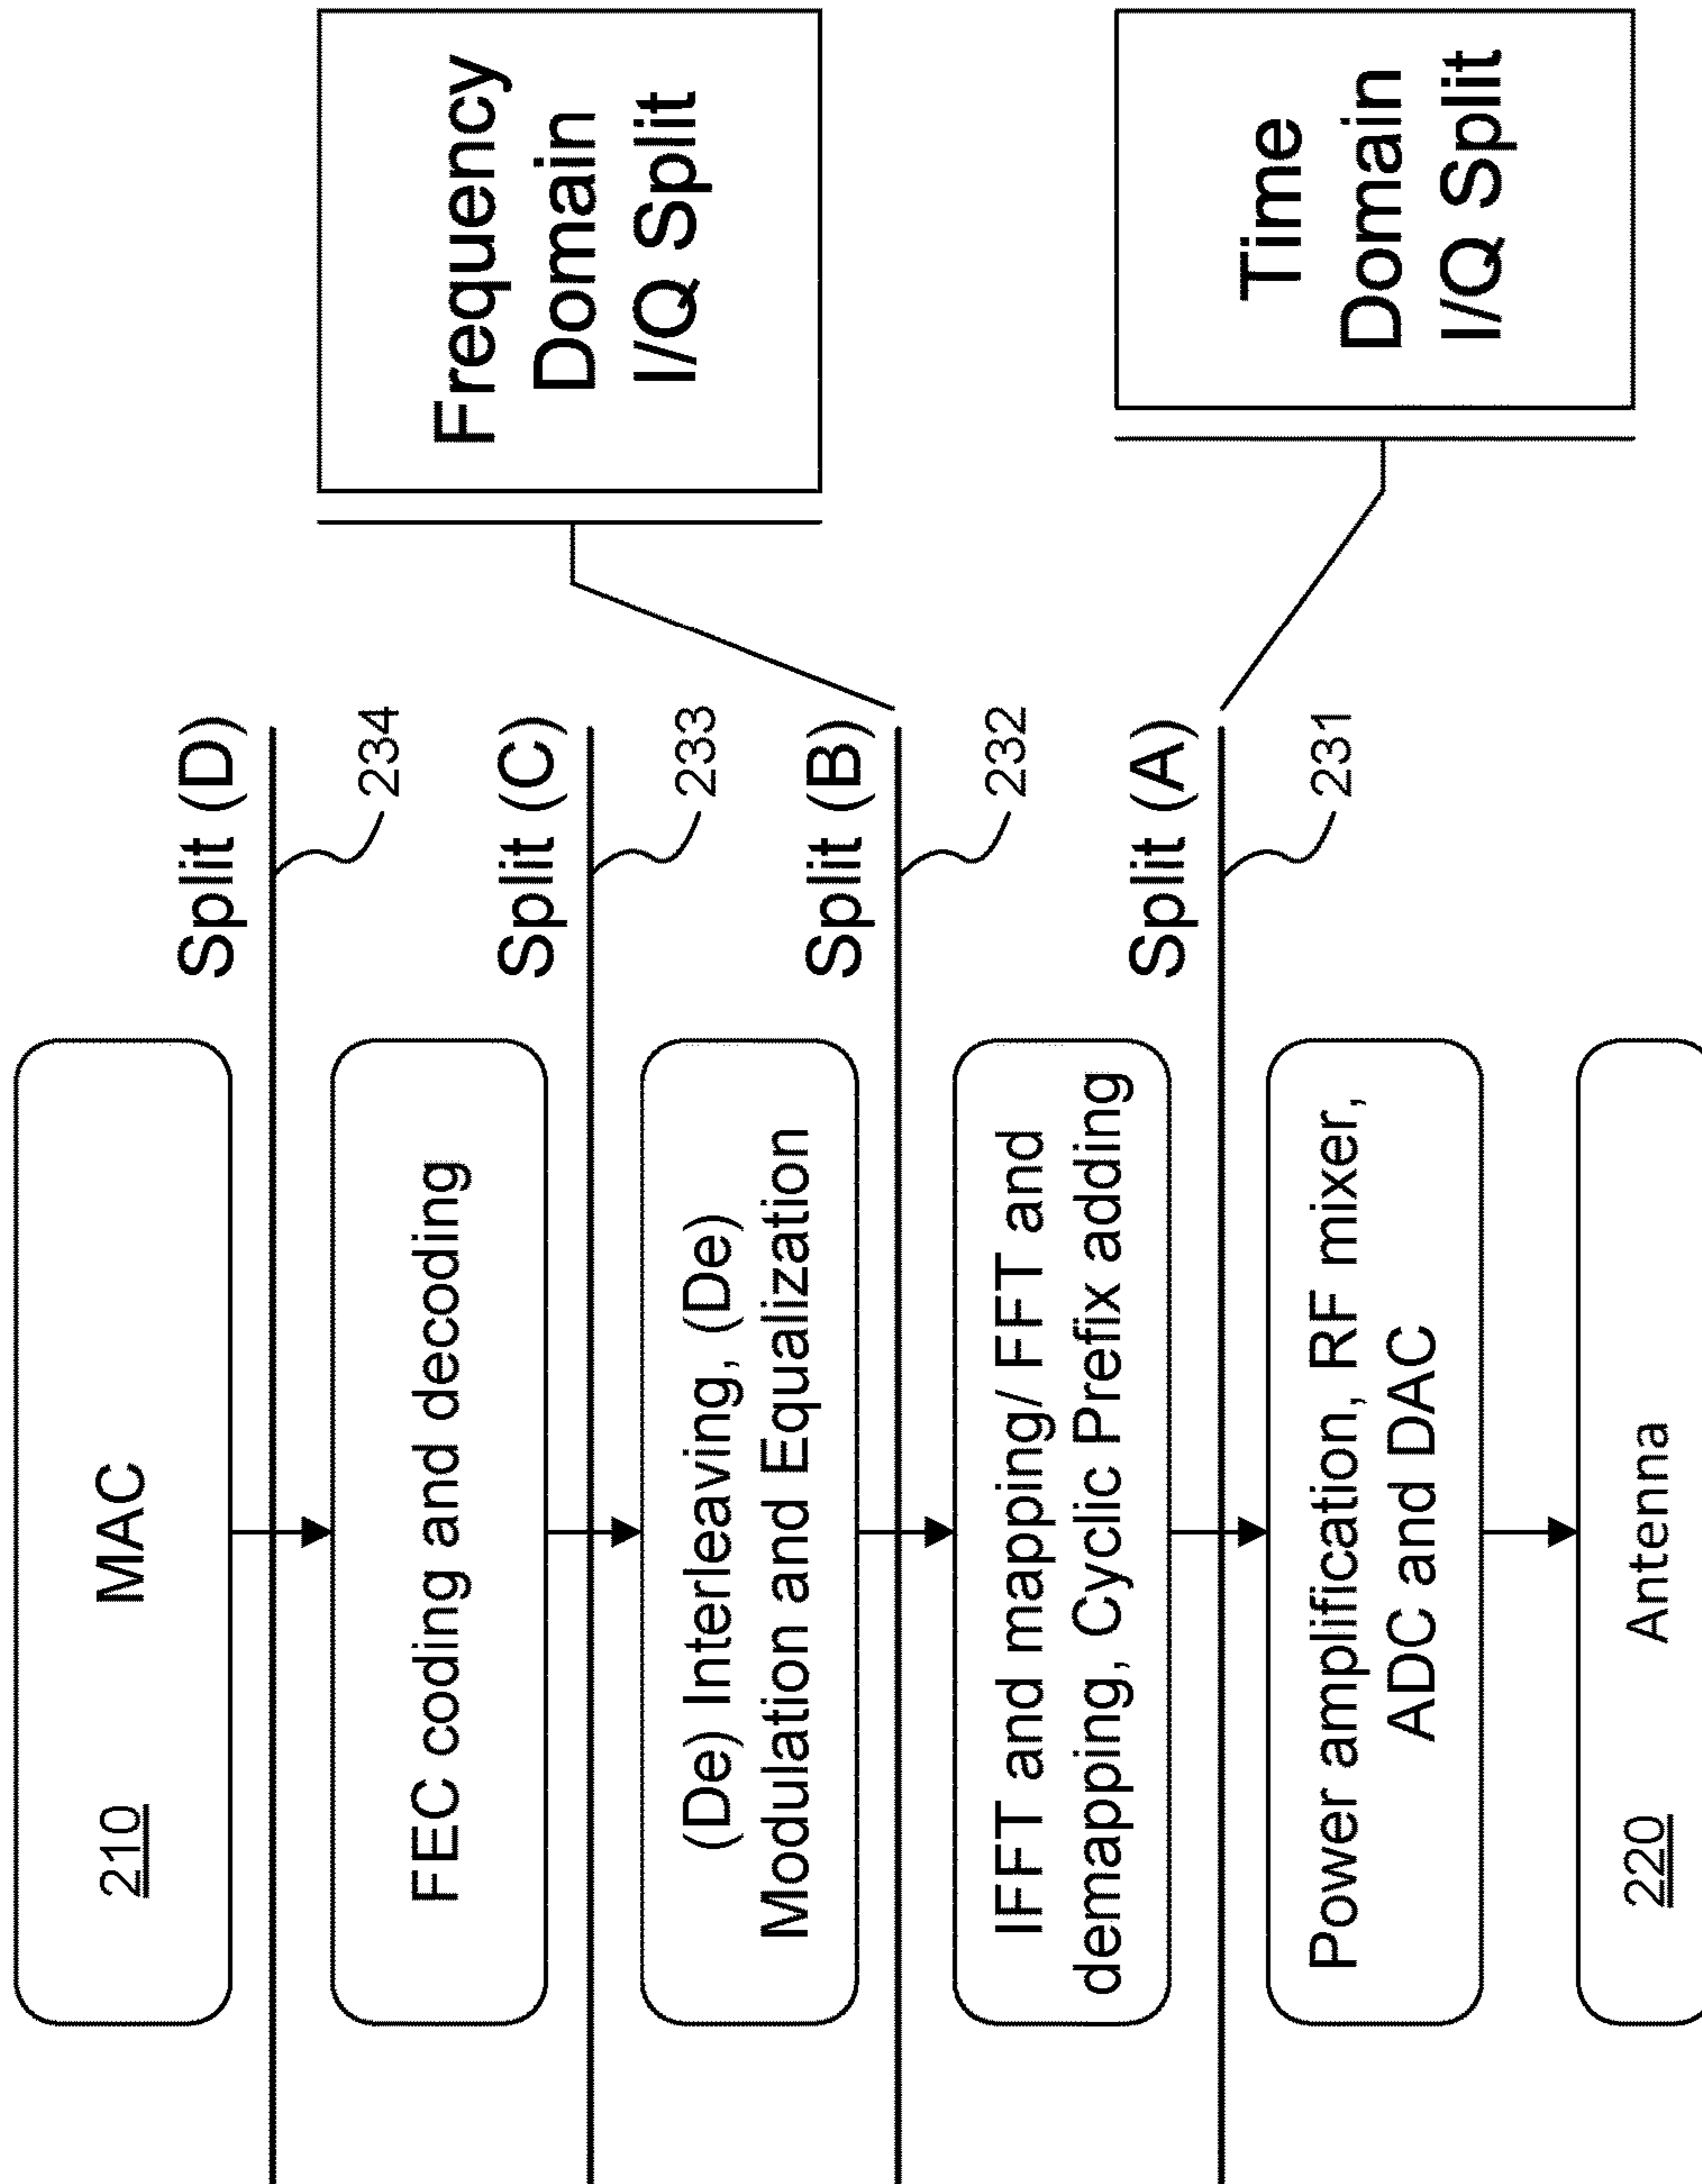 210
MAC
Split (D)
234
FEC coding and decoding
Split (C)
233
(De) Interleaving, (De)
Modulation and Equalization
Split (B)
232
Frequency
Domain
I/Q Split
IFFT and mapping/ FFT and
demapping, Cyclic Prefix adding
Split (A)
231
Time
Domain
I/Q Split
Power amplification, RF mixer,
ADC and DAC
220
Antenna